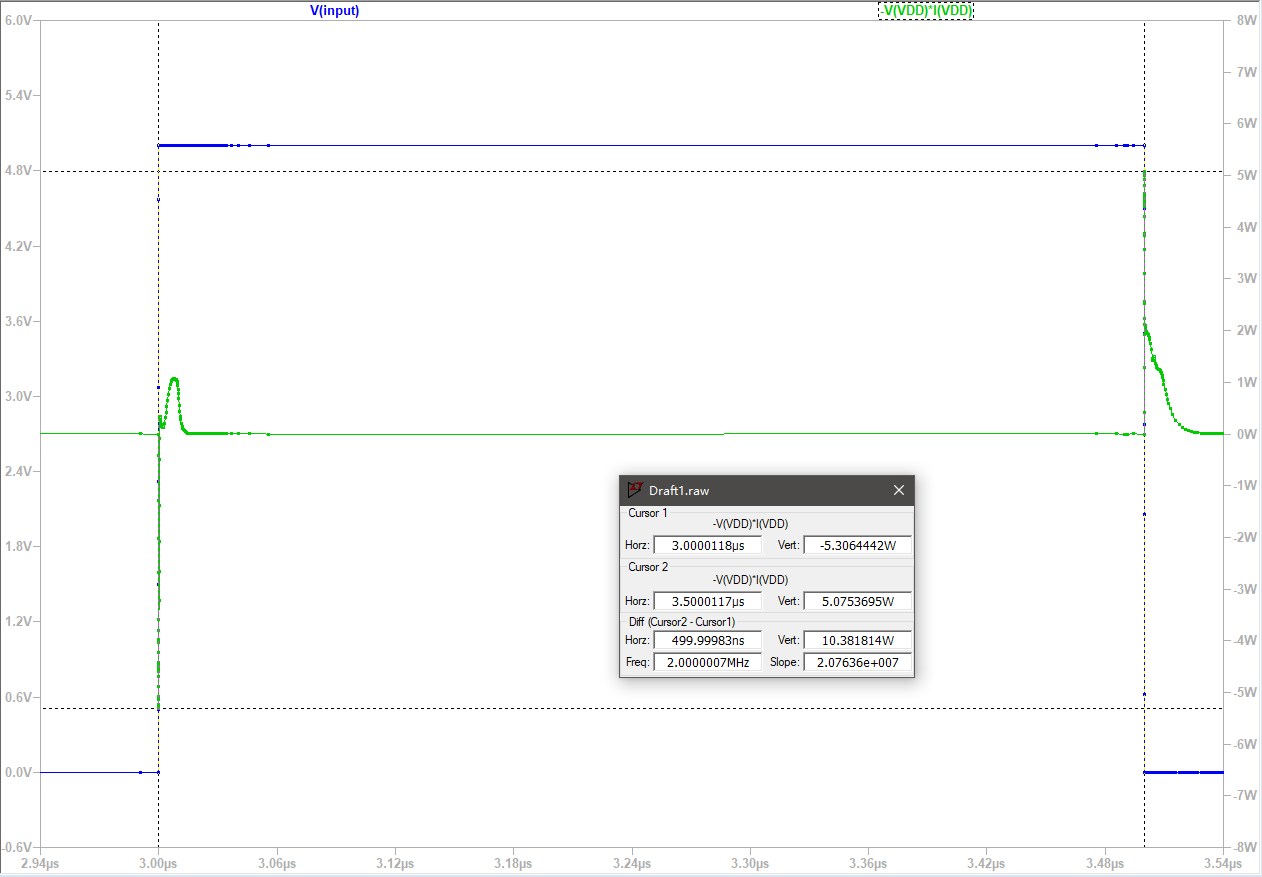 V(input) -V(VDD)*I(VDD)
6.0V 8W
7W
5.4V
6W
4.8V 5W
4W
4.2V
3W
3.6V
2W
3.0V 1W
0W
2.4V
-1W
1.8V -2W
-3W
1.2V
-4W
0.6V -5W
-6W
0.0V
-7W
-0.6V -8W
2.94µs 3.00µs 3.06µs 3.12µs 3.18µs 3.24µs 3.30µs 3.36µs 3.42µs 3.48µs 3.54µs
Draft1.raw
Cursor 1
-V(VDD)*I(VDD)
Horz: 3.0000118µs Vert: -5.3064442W
Cursor 2
-V(VDD)*I(VDD)
Horz: 3.5000117µs Vert: 5.0753695W
Diff (Cursor2 - Cursor1)
Horz: 499.99983ns Vert: 10.381814W
Freq: 2.0000007MHz Slope: 2.07636e+007